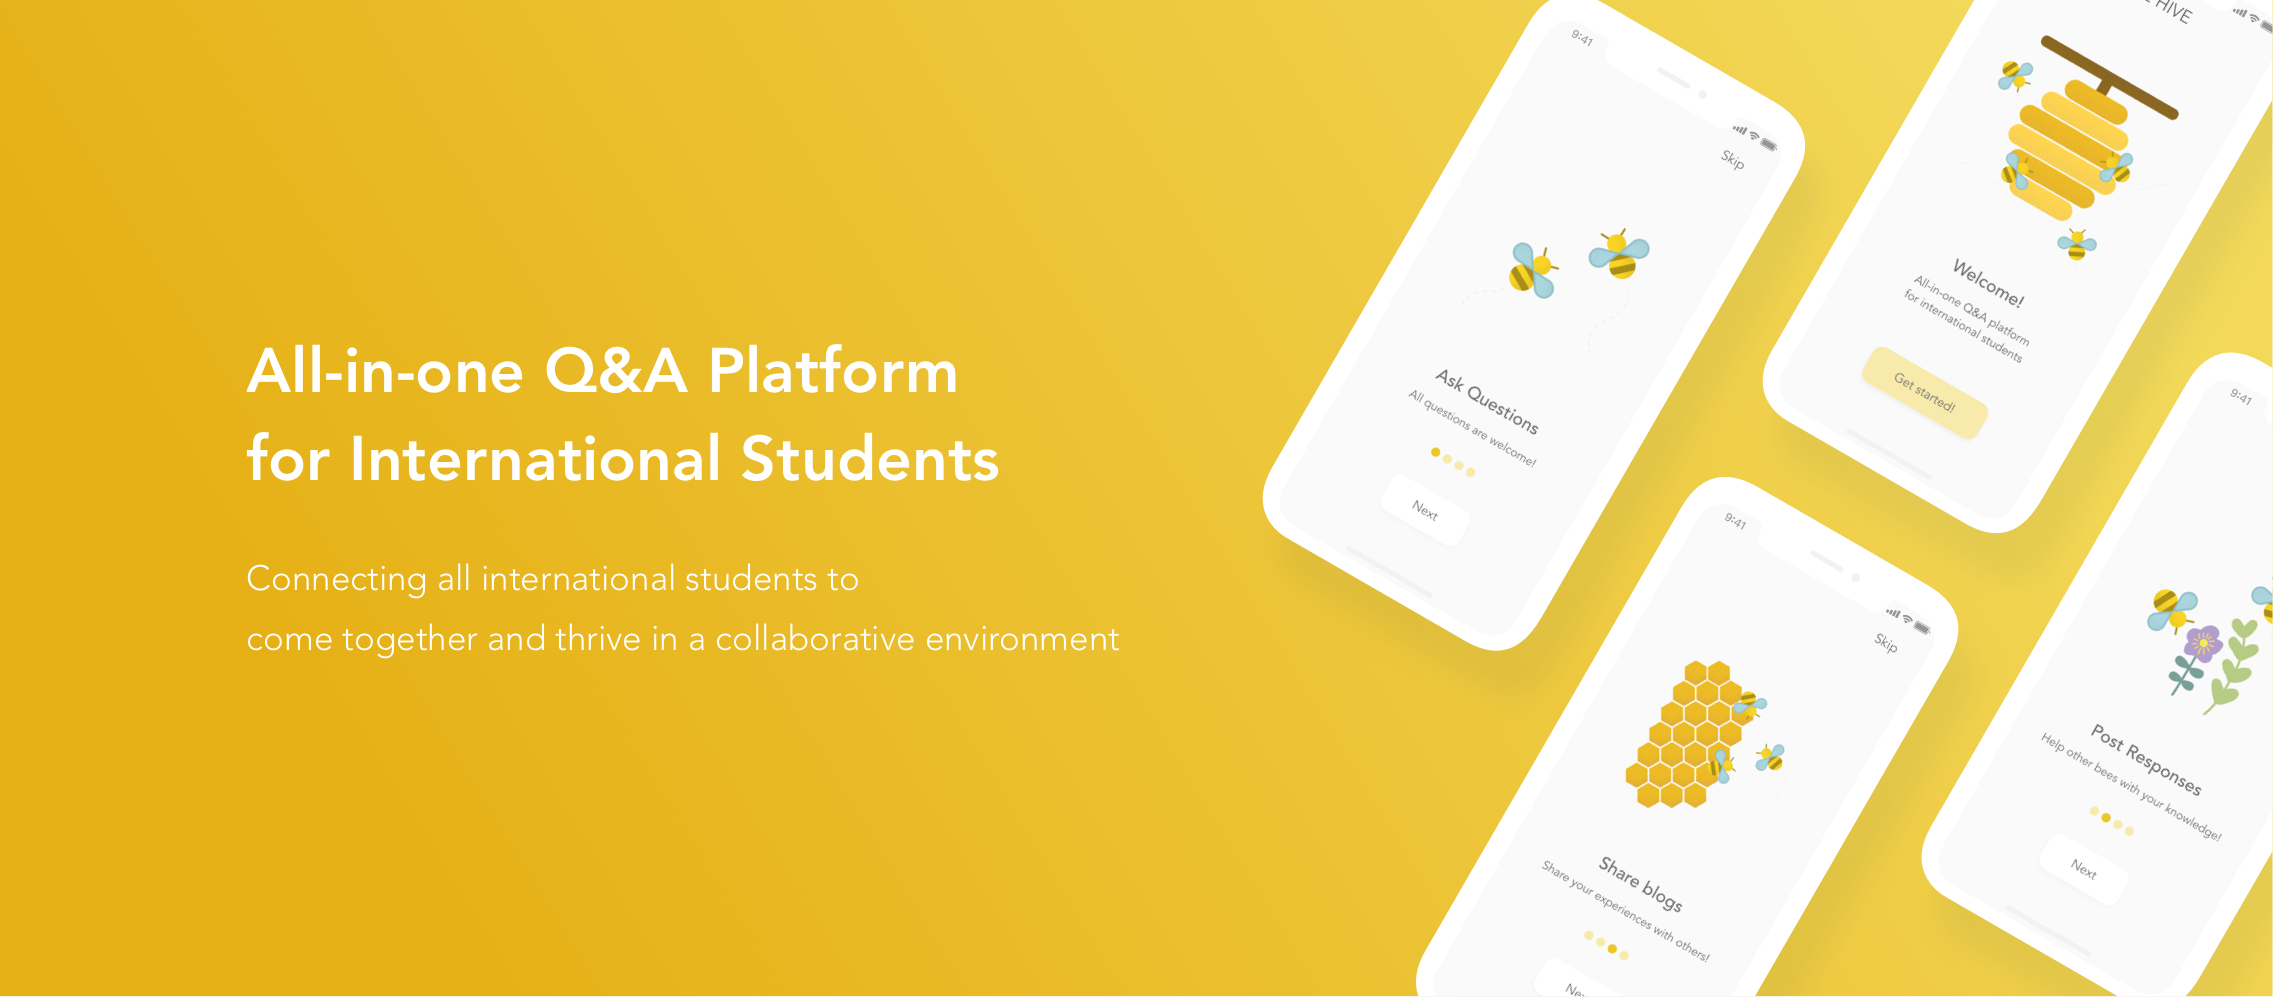 All-in-one Q&A Platform
for International Students
Connecting all international students to
come together and thrive in a collaborative environment
9:41
Skip
Ask Questions
All questions are welcome!
Next
HIVE
Welcome!
All-in-one Q&A platform
for international students
Get started!
9:41
Skip
Share blogs
Share your experiences with others!
9:41
Post Responses
Help other bees with your knowledge!
Next